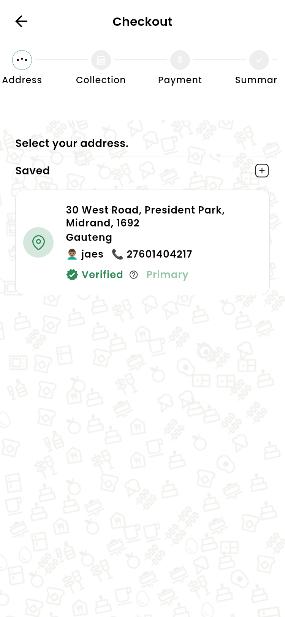 Checkout
Address Collection Payment Summar
Select your address.
Saved
30 West Road, President Park,
Midrand, 1692
Gauteng
jaes 27601404217
Verified Primary